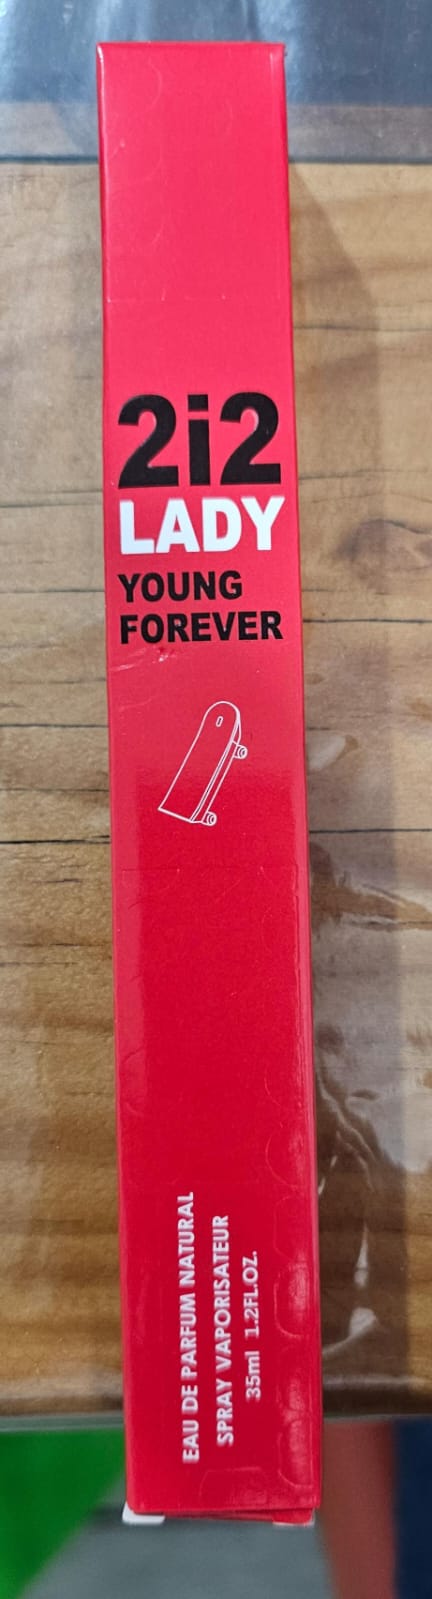 2i2
LADY
YOUNG
FOREVER
EAU DE PARFUM NATURAL
SPRAY VAPORISATEUR
35ml 1.2FL.OZ.